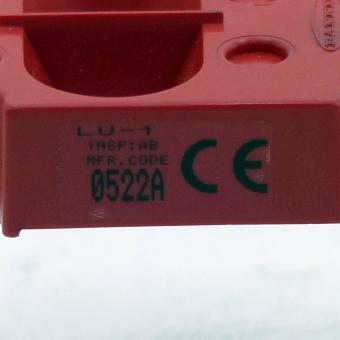 LU-1
INSP:AB
MFR.CODE
0522A
CE